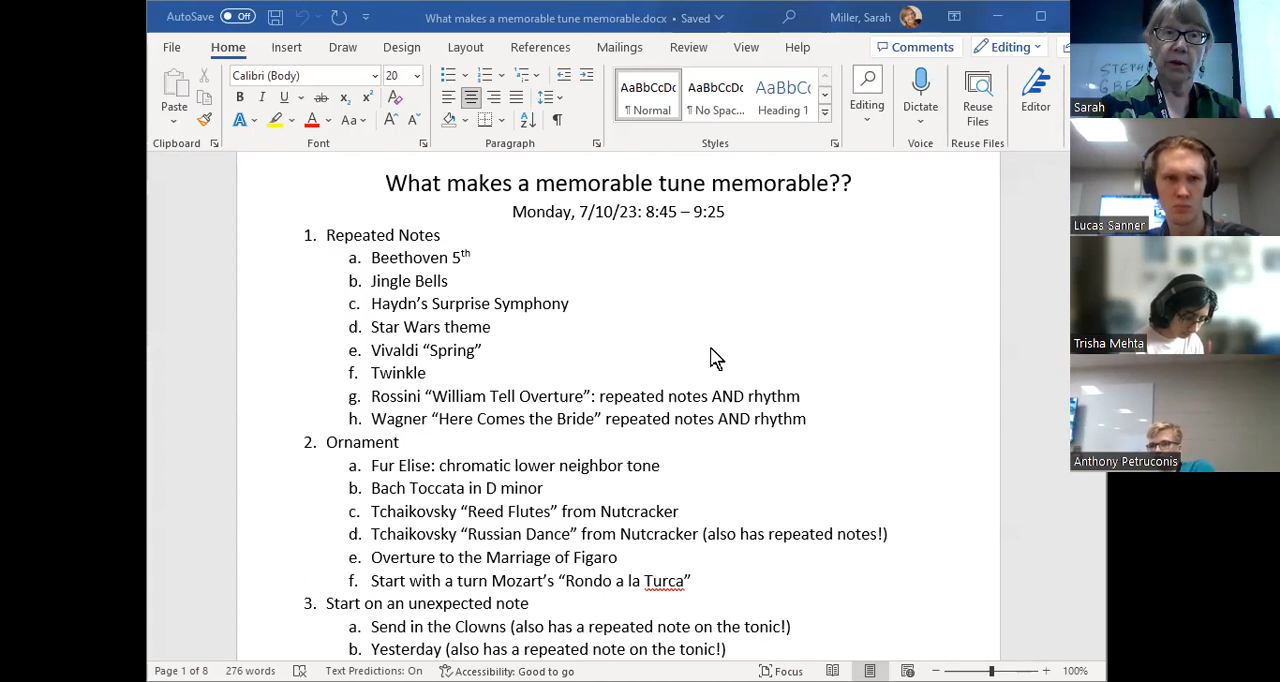 AutoSave Off What makes a memorable tune memorable.docx • Saved Miller, Sarah
File Home Insert Draw Design Layout References Mailings Review View Help Comments Editing
Paste Calibri (Body) 20 AaBbCcDc AaBbCcDc AaBbCc Editing Dictate Reuse Files Editor
B I U ab x₂ x² A Aa A A ¶ Normal ¶ No Spac... Heading 1
Clipboard Font Paragraph Styles Voice Reuse Files
What makes a memorable tune memorable??
Monday, 7/10/23: 8:45 – 9:25
1. Repeated Notes
a. Beethoven 5th
b. Jingle Bells
c. Haydn’s Surprise Symphony
d. Star Wars theme
e. Vivaldi “Spring”
f. Twinkle
g. Rossini “William Tell Overture”: repeated notes AND rhythm
h. Wagner “Here Comes the Bride” repeated notes AND rhythm
2. Ornament
a. Fur Elise: chromatic lower neighbor tone
b. Bach Toccata in D minor
c. Tchaikovsky “Reed Flutes” from Nutcracker
d. Tchaikovsky “Russian Dance” from Nutcracker (also has repeated notes!)
e. Overture to the Marriage of Figaro
f. Start with a turn Mozart’s “Rondo a la Turca”
3. Start on an unexpected note
a. Send in the Clowns (also has a repeated note on the tonic!)
b. Yesterday (also has a repeated note on the tonic!)
Page 1 of 8 276 words Text Predictions: On Accessibility: Good to go Focus 100%
Sarah
Lucas Sanner
Trisha Mehta
Anthony Petruconis